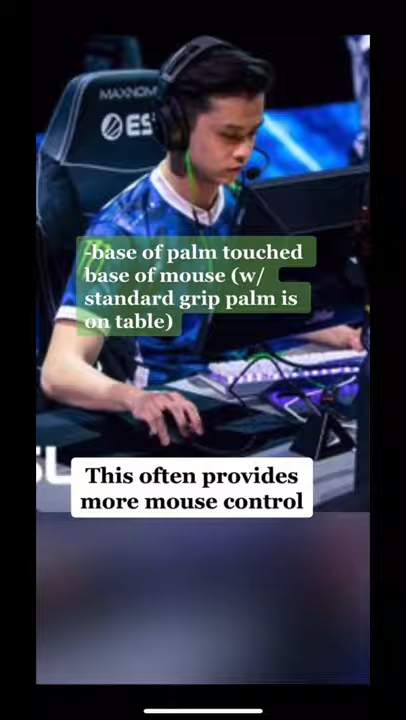 MAXNOM
ES
-base of palm touched
base of mouse (w/
standard grip palm is
on table)
SL
This often provides
more mouse control